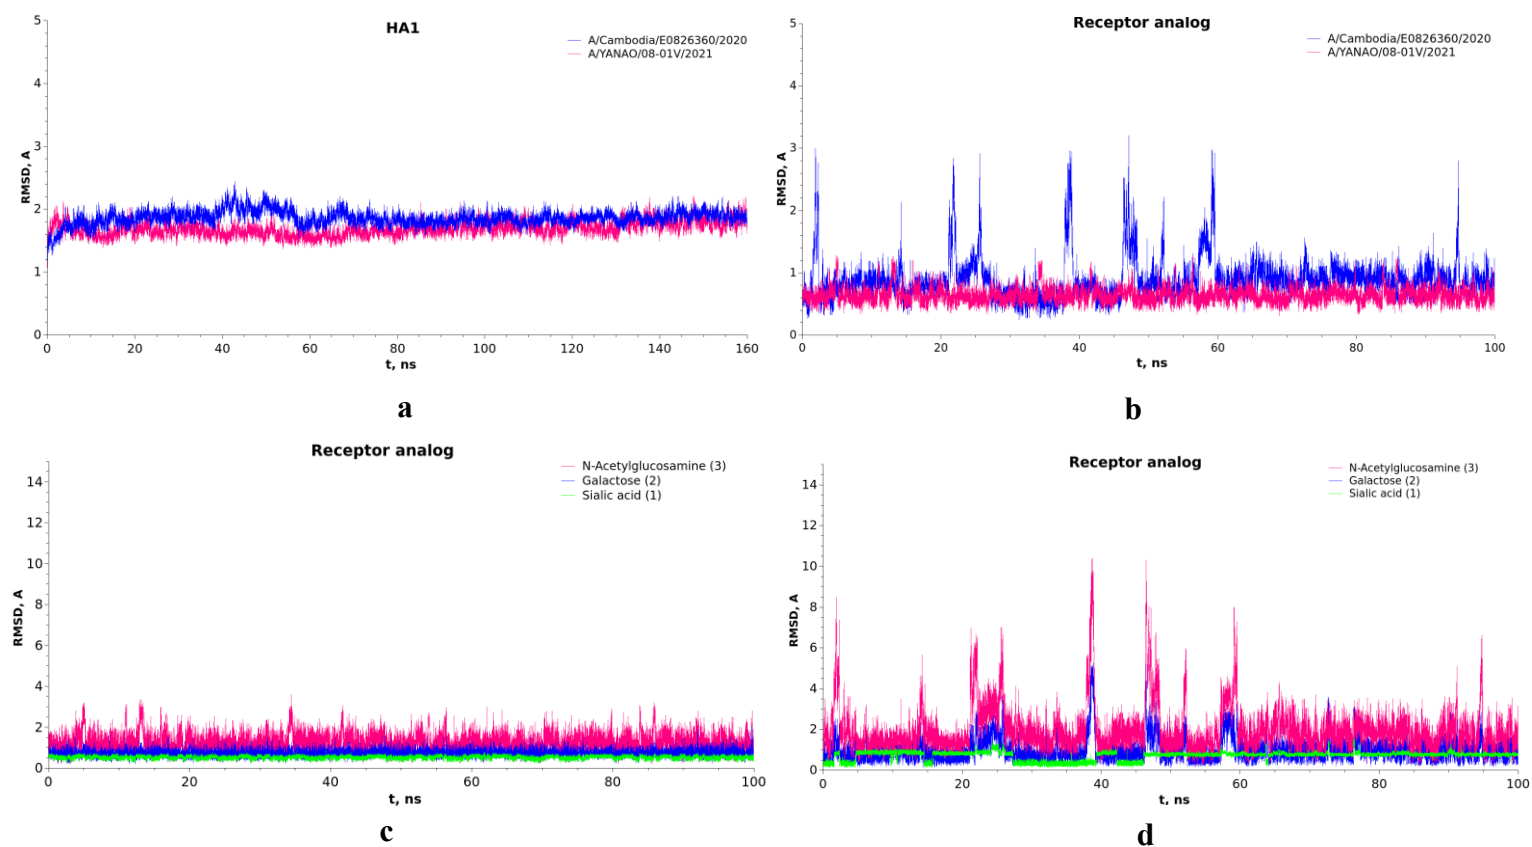 HA1
A/Cambodia/E0826360/2020
A/YANAO/08-01V/2021
RMSD, A
5
4
3
2
1
0
0 20 40 60 80 100 120 140 160
t, ns
a
Receptor analog
A/Cambodia/E0826360/2020
A/YANAO/08-01V/2021
RMSD, A
5
4
3
2
1
0
0 20 40 60 80 100
t, ns
b
Receptor analog
N-Acetylglucosamine (3)
Galactose (2)
Sialic acid (1)
RMSD, A
14
12
10
8
6
4
2
0
0 20 40 60 80 100
t, ns
c
Receptor analog
N-Acetylglucosamine (3)
Galactose (2)
Sialic acid (1)
RMSD, A
14
12
10
8
6
4
2
0
0 20 40 60 80 100
t, ns
d